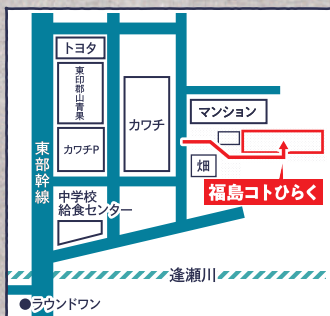 トヨタ
東印郡山青果
カワチ
マンション
カワチP
東部幹線
畑
福島コトひらく
中学校
給食センター
逢瀬川
●ラウンドワン